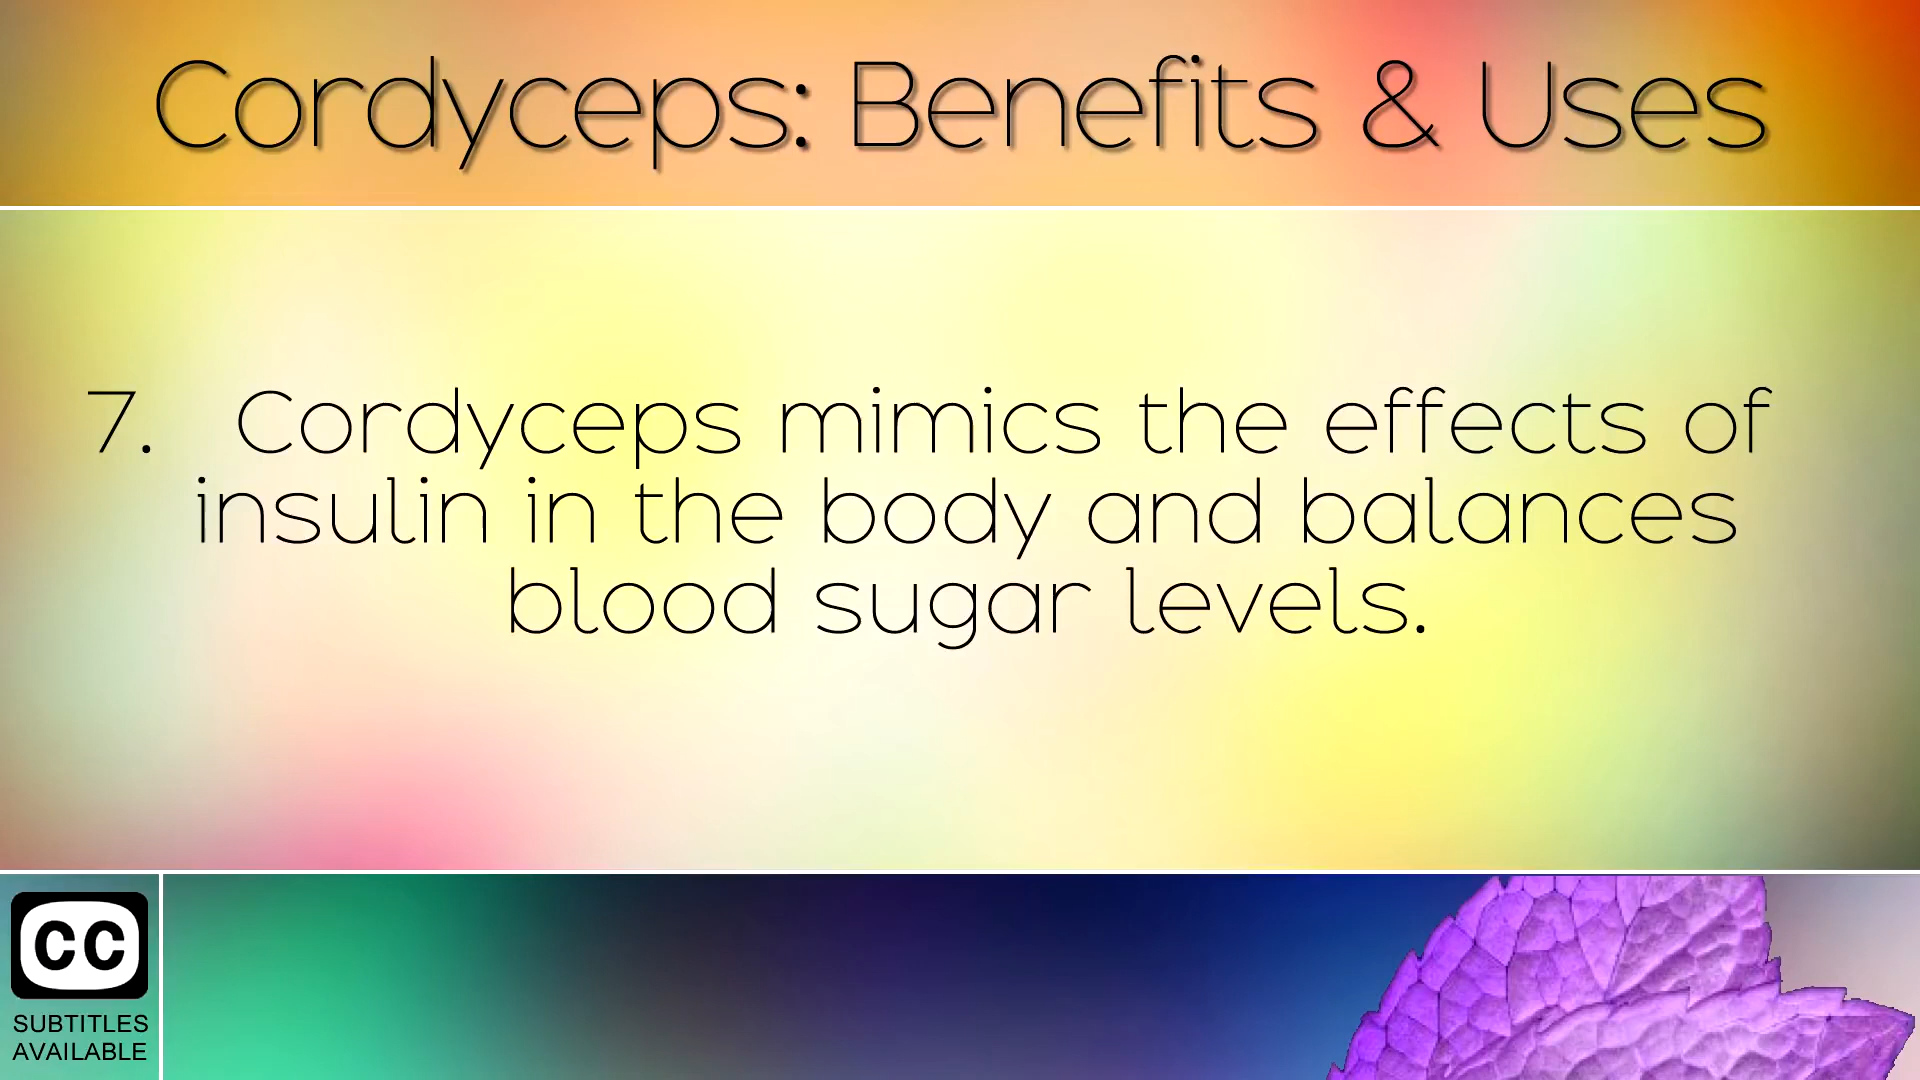 Cordyceps: Benefits & Uses
7. Cordyceps mimics the effects of
insulin in the body and balances
blood sugar levels.
CC
SUBTITLES
AVAILABLE